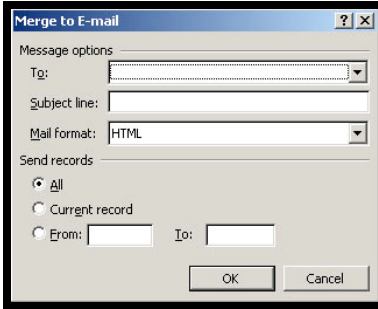 Merge to E-mail
Message options
To:
Subject line:
Mail format: HTML
Send records
All
Current record
From: To:
OK Cancel